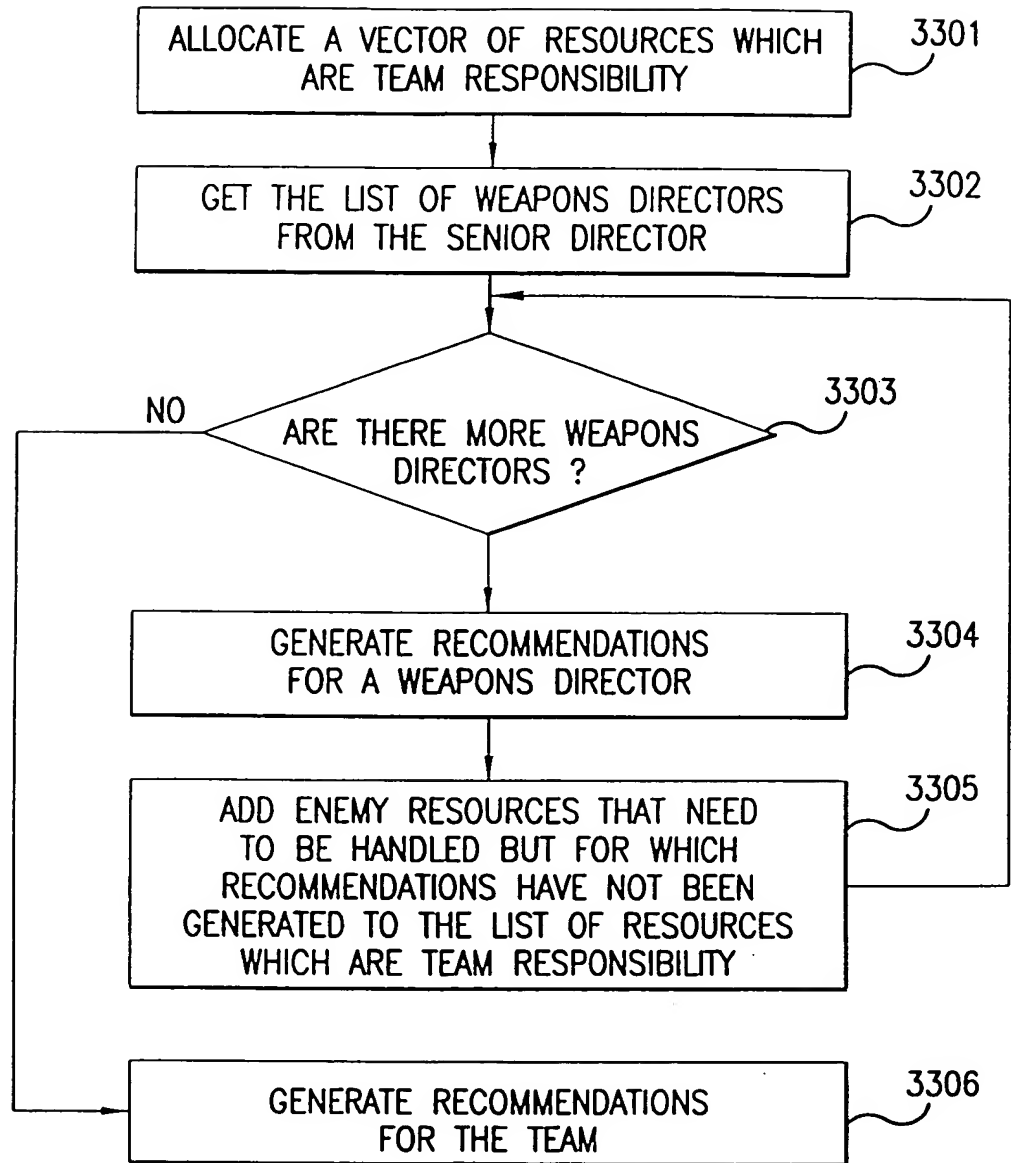 ALLOCATE A VECTOR OF RESOURCES WHICH
ARE TEAM RESPONSIBILITY
3301
GET THE LIST OF WEAPONS DIRECTORS
FROM THE SENIOR DIRECTOR
3302
NO
ARE THERE MORE WEAPONS
DIRECTORS ?
3303
GENERATE RECOMMENDATIONS
FOR A WEAPONS DIRECTOR
3304
ADD ENEMY RESOURCES THAT NEED
TO BE HANDLED BUT FOR WHICH
RECOMMENDATIONS HAVE NOT BEEN
GENERATED TO THE LIST OF RESOURCES
WHICH ARE TEAM RESPONSIBILITY
3305
GENERATE RECOMMENDATIONS
FOR THE TEAM
3306